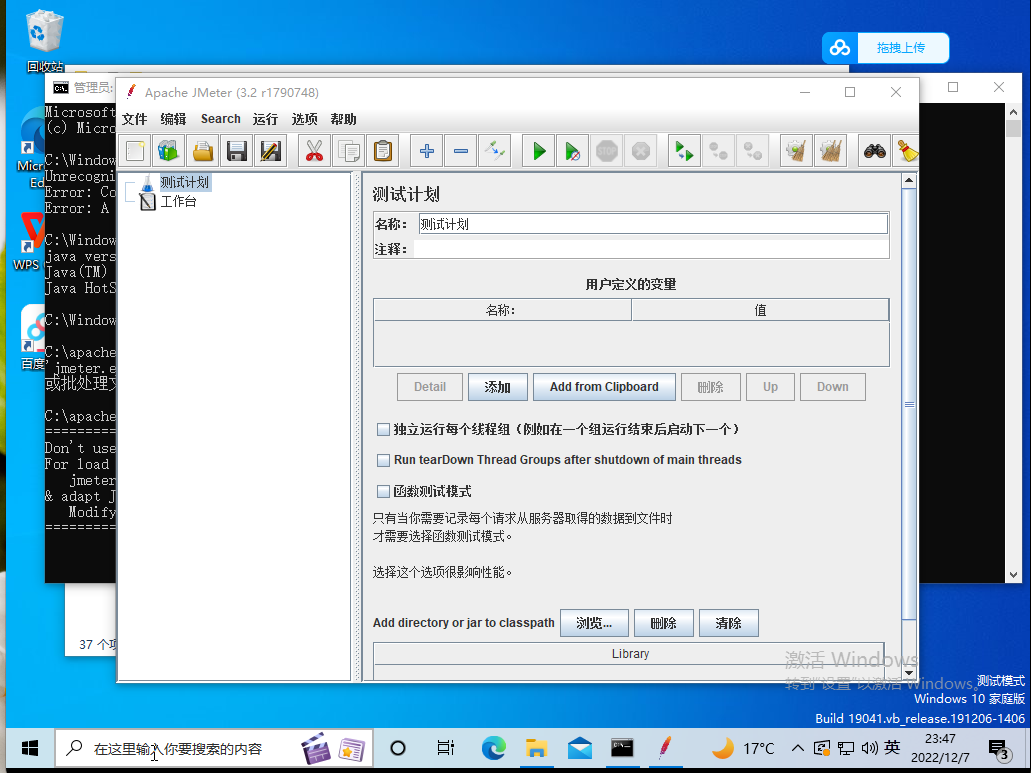 回收站
拖拽上传
管理员:
Apache JMeter (3.2 r1790748)
文件 编辑 Search 运行 选项 帮助
Microsoft
(c) Micro
C:\Window
Unrecogni
Error: Co
Error: A
C:\Window
java vers
Java(TM)
Java HotS
C:\Window
C:\apache
'jmeter.e
或批处理文
C:\apache
Don't use
For load
jmeter
& adapt J
Modify
STOP
测试计划
工作台
测试计划
名称: 测试计划
注释:
用户定义的变量
名称: 值
Detail 添加 Add from Clipboard 删除 Up Down
独立运行每个线程组（例如在一个组运行结束后启动下一个）
Run tearDown Thread Groups after shutdown of main threads
函数测试模式
只有当你需要记录每个请求从服务器取得的数据到文件时
才需要选择函数测试模式。
选择这个选项很影响性能。
Add directory or jar to classpath 浏览... 删除 清除
Library
WPS
百度
37 个项
激活 Windows
转到"设置"以激活 Windows。
测试模式
Windows 10 家庭版
Build 19041.vb_release.191206-1406
在这里输入你要搜索的内容
17°C
英
23:47
2022/12/7
3